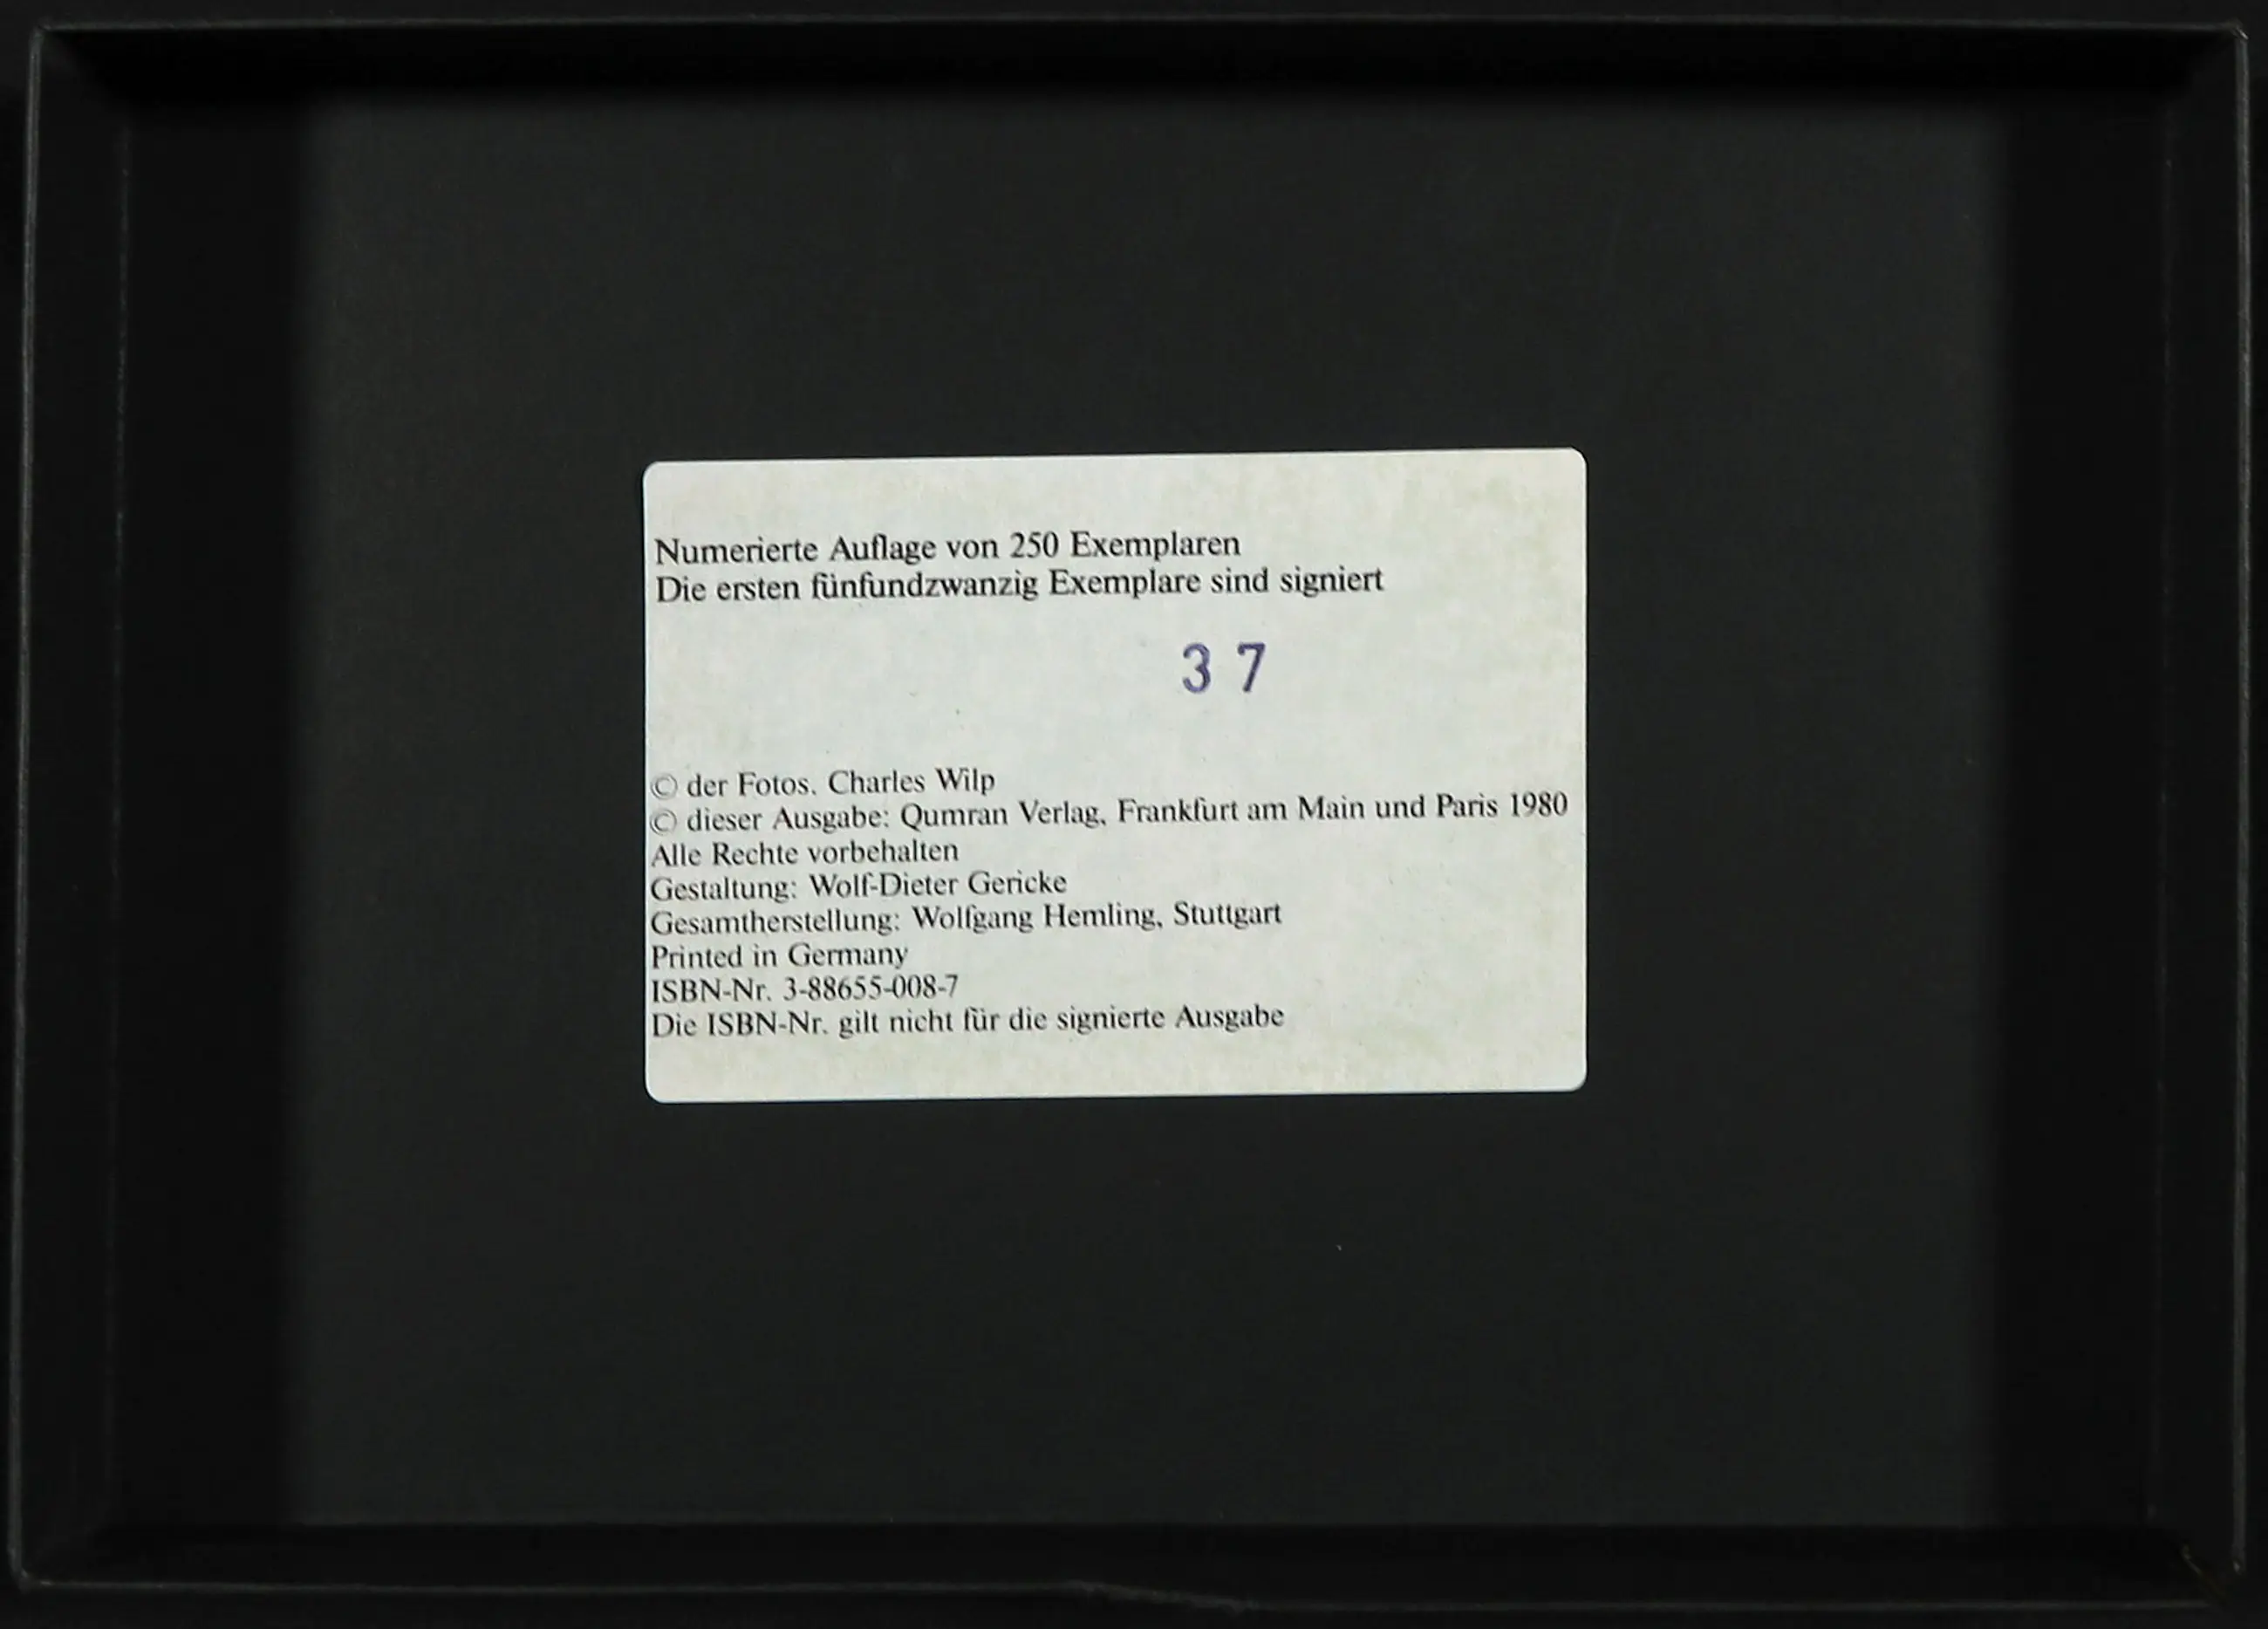 Numerierte Auflage von 250 Exemplaren
Die ersten fünfundzwanzig Exemplare sind signiert
37
© der Fotos. Charles Wilp
© dieser Ausgabe: Qumran Verlag, Frankfurt am Main und Paris 1980
Alle Rechte vorbehalten
Gestaltung: Wolf-Dieter Gericke
Gesamtherstellung: Wolfgang Hemling, Stuttgart
Printed in Germany
ISBN-Nr. 3-88655-008-7
Die ISBN-Nr. gilt nicht für die signierte Ausgabe